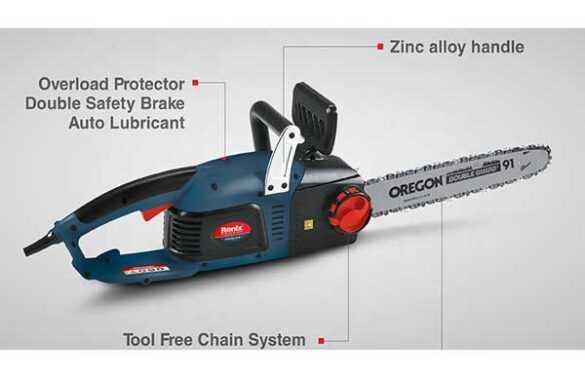 Zinc alloy handle
Overload Protector
Double Safety Brake
Auto Lubricant
OREGON
DOUBLE GUARD
91
Ronix
Tool Free Chain System